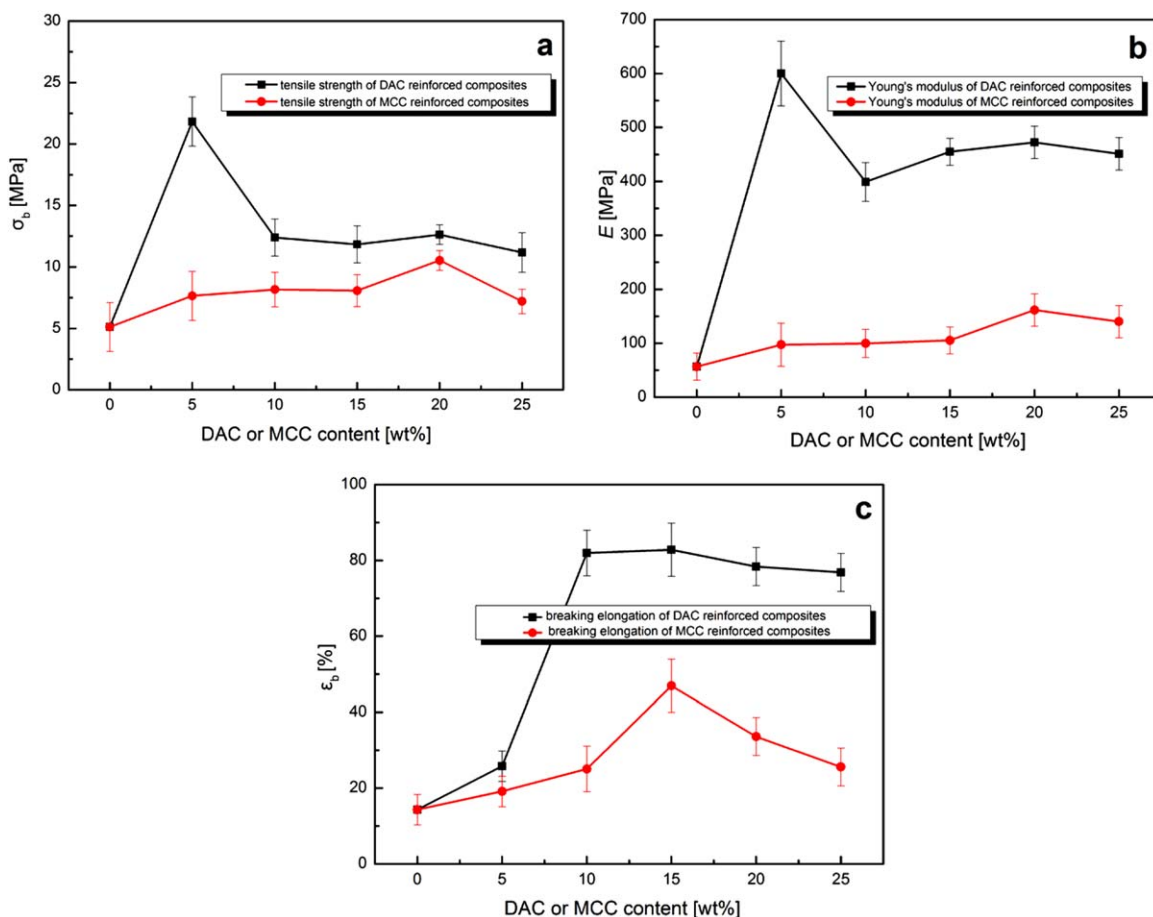 a
30
25
20
15
10
5
0
σb [MPa]
tensile strength of DAC reinforced composites
tensile strength of MCC reinforced composites
0 5 10 15 20 25
DAC or MCC content [wt%]
b
700
600
500
400
300
200
100
0
E [MPa]
Young's modulus of DAC reinforced composites
Young's modulus of MCC reinforced composites
0 5 10 15 20 25
DAC or MCC content [wt%]
c
100
80
60
40
20
0
εb [%]
breaking elongation of DAC reinforced composites
breaking elongation of MCC reinforced composites
0 5 10 15 20 25
DAC or MCC content [wt%]